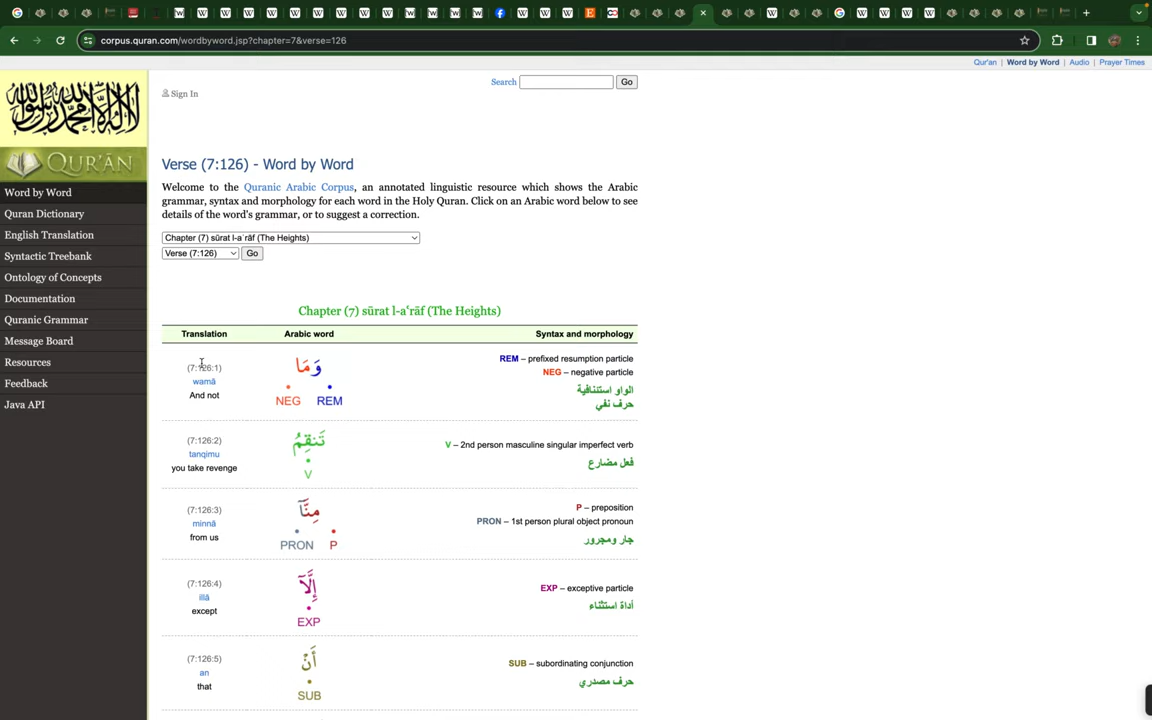 corpus.quran.com/wordbyword.jsp?chapter=7&verse=126
Qur'an | Word by Word | Audio | Prayer Times
Search Go
Sign In
QUR'ĀN
Word by Word
Quran Dictionary
English Translation
Syntactic Treebank
Ontology of Concepts
Documentation
Quranic Grammar
Message Board
Resources
Feedback
Java API
Verse (7:126) - Word by Word
Welcome to the Quranic Arabic Corpus, an annotated linguistic resource which shows the Arabic
grammar, syntax and morphology for each word in the Holy Quran. Click on an Arabic word below to see
details of the word's grammar, or to suggest a correction.
Chapter (7) sūrat l-aʿrāf (The Heights)
Verse (7:126) Go
Chapter (7) sūrat l-aʿrāf (The Heights)
Translation Arabic word Syntax and morphology
(7:126:1)
wamā
And not
وَمَا
NEG REM
REM – prefixed resumption particle
NEG – negative particle
الواو استئنافية
حرف نفي
(7:126:2)
tanqimu
you take revenge
تَنقِمُ
V
V – 2nd person masculine singular imperfect verb
فعل مضارع
(7:126:3)
minnā
from us
مِنَّآ
PRON P
P – preposition
PRON – 1st person plural object pronoun
جار ومجرور
(7:126:4)
illā
except
إِلَّآ
EXP
EXP – exceptive particle
أداة استثناء
(7:126:5)
an
that
أَنْ
SUB
SUB – subordinating conjunction
حرف مصدري